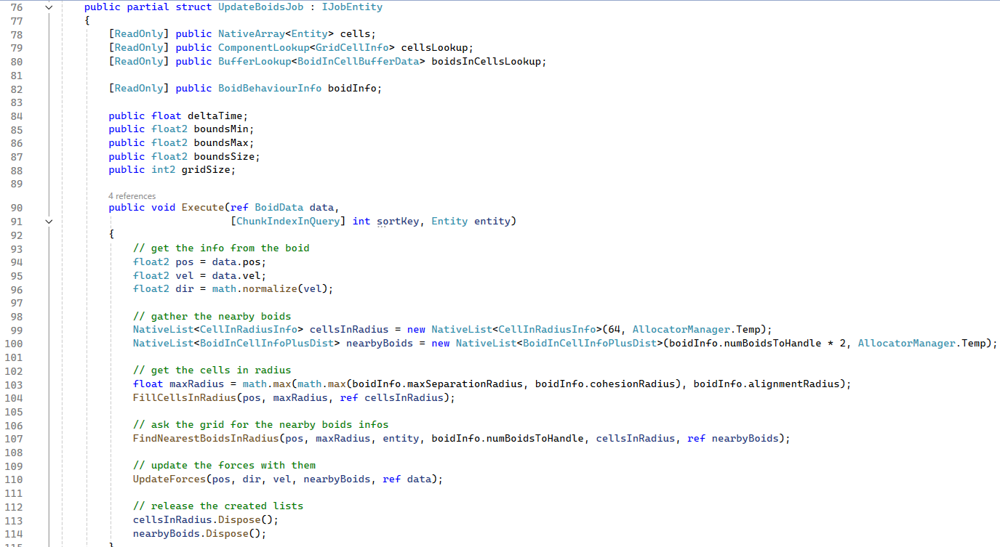 76 public partial struct UpdateBoidsJob : IJobEntity
77 {
78 [ReadOnly] public NativeArray<Entity> cells;
79 [ReadOnly] public ComponentLookup<GridCellInfo> cellsLookup;
80 [ReadOnly] public BufferLookup<BoidInCellBufferData> boidsInCellsLookup;
81
82 [ReadOnly] public BoidBehaviourInfo boidInfo;
83
84 public float deltaTime;
85 public float2 boundsMin;
86 public float2 boundsMax;
87 public float2 boundsSize;
88 public int2 gridSize;
89
4 references
90 public void Execute(ref BoidData data,
91 [ChunkIndexInQuery] int sortKey, Entity entity)
92 {
93 // get the info from the boid
94 float2 pos = data.pos;
95 float2 vel = data.vel;
96 float2 dir = math.normalize(vel);
97
98 // gather the nearby boids
99 NativeList<CellInRadiusInfo> cellsInRadius = new NativeList<CellInRadiusInfo>(64, AllocatorManager.Temp);
100 NativeList<BoidInCellInfoPlusDist> nearbyBoids = new NativeList<BoidInCellInfoPlusDist>(boidInfo.numBoidsToHandle * 2, AllocatorManager.Temp);
101
102 // get the cells in radius
103 float maxRadius = math.max(math.max(boidInfo.maxSeparationRadius, boidInfo.cohesionRadius), boidInfo.alignmentRadius);
104 FillCellsInRadius(pos, maxRadius, ref cellsInRadius);
105
106 // ask the grid for the nearby boids infos
107 FindNearestBoidsInRadius(pos, maxRadius, entity, boidInfo.numBoidsToHandle, cellsInRadius, ref nearbyBoids);
108
109 // update the forces with them
110 UpdateForces(pos, dir, vel, nearbyBoids, ref data);
111
112 // release the created lists
113 cellsInRadius.Dispose();
114 nearbyBoids.Dispose();
115 }